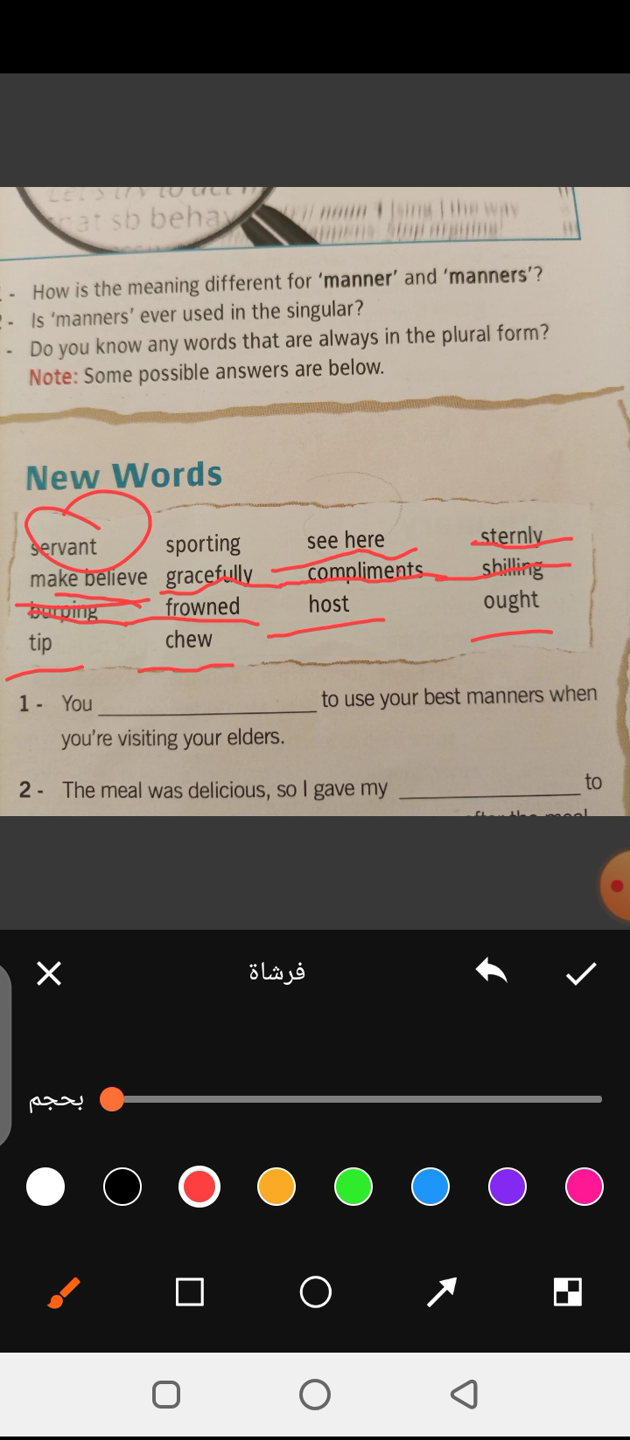 How is the meaning different for 'manner' and 'manners'?
- Is 'manners' ever used in the singular?
- Do you know any words that are always in the plural form?
Note: Some possible answers are below.
New Words
servant sporting see here sternly
make believe gracefully compliments shilling
burping frowned host ought
tip chew
1 - You ____________ to use your best manners when
you're visiting your elders.
2 - The meal was delicious, so I gave my ____________ to
فرشاة
بحجم